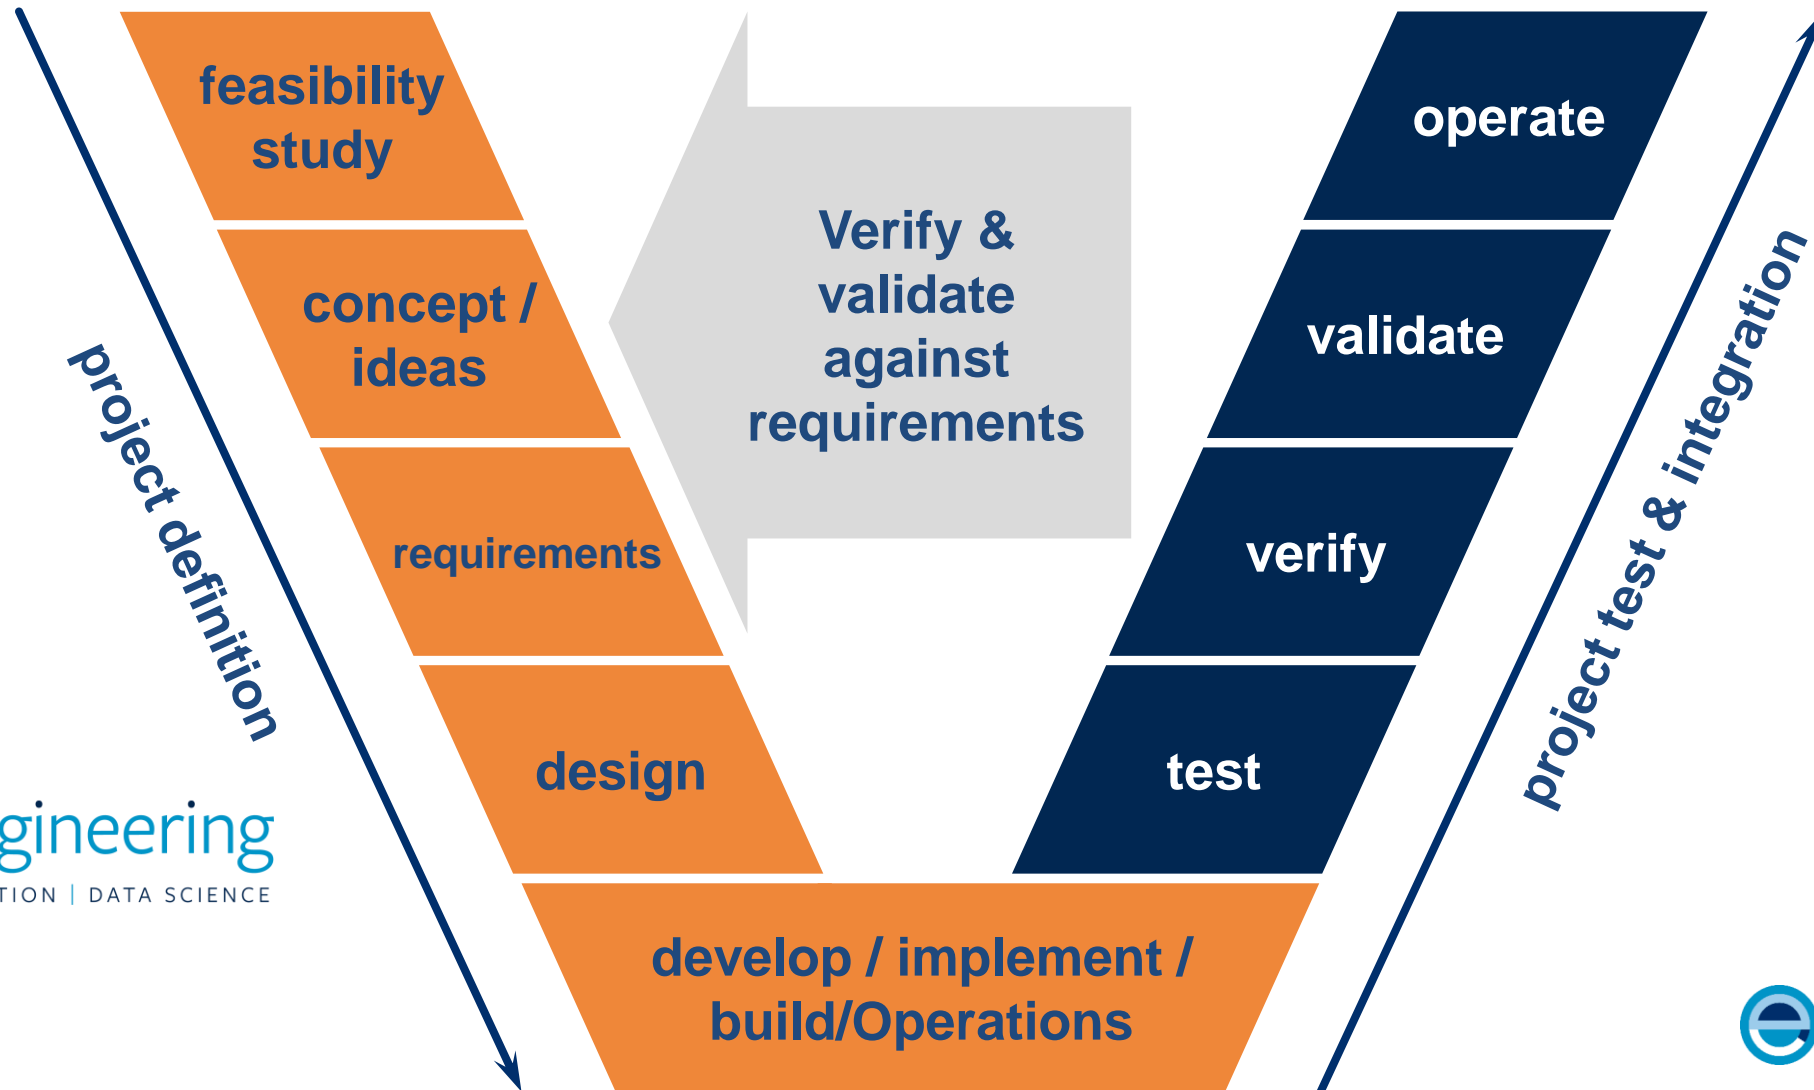 feasibility
study
concept /
ideas
requirements
design
develop / implement /
build/Operations
Verify &
validate
against
requirements
operate
validate
verify
test
project definition
project test & integration
gineering
TION | DATA SCIENCE